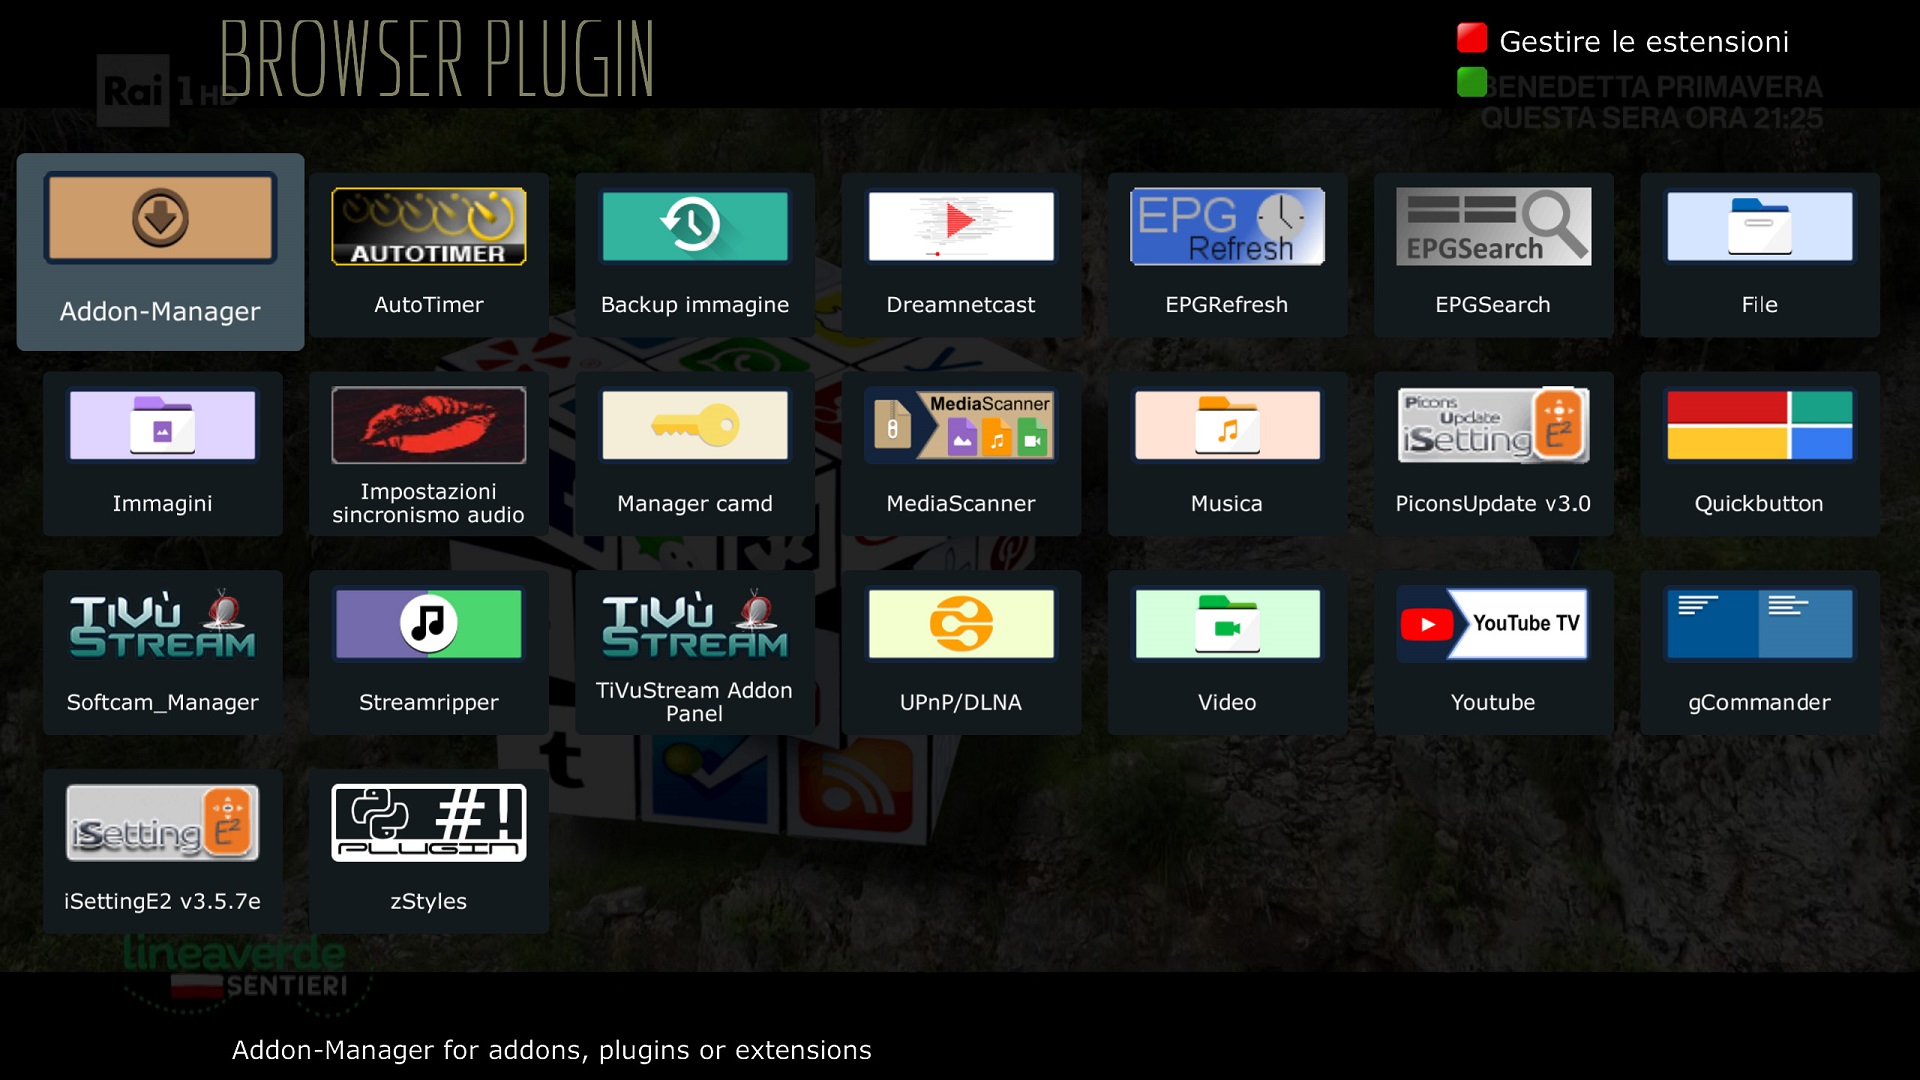 BROWSER PLUGIN
Gestire le estensioni
Rai 1 HD
BENEDETTA PRIMAVERA
QUESTA SERA ORA 21:25
AUTOTIMER
EPG
Refresh
EPGSearch
Addon-Manager
AutoTimer
Backup immagine
Dreamnetcast
EPGRefresh
EPGSearch
File
MediaScanner
Picons
Update
iSetting E2
Immagini
Impostazioni
sincronismo audio
Manager camd
MediaScanner
Musica
PiconsUpdate v3.0
Quickbutton
TiVù
STREAM
TiVù
STREAM
YouTube TV
Softcam_Manager
Streamripper
TiVuStream Addon
Panel
UPnP/DLNA
Video
Youtube
gCommander
t
iSetting E2
#!
PLUGIN
iSettingE2 v3.5.7e
zStyles
lineaverde
SENTIERI
Addon-Manager for addons, plugins or extensions